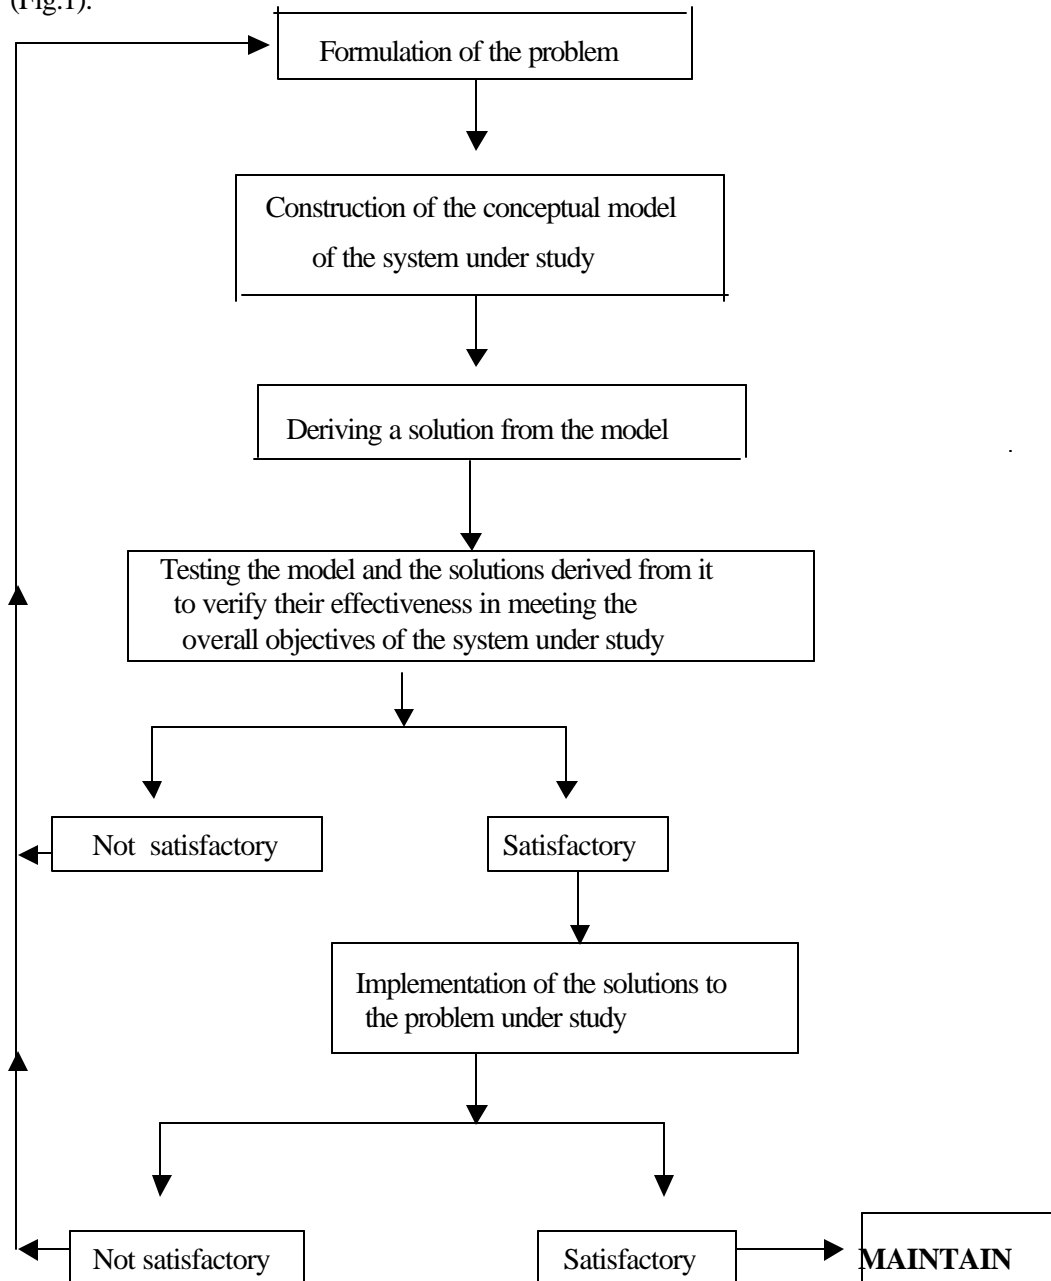 (Fig.1).
Formulation of the problem
Construction of the conceptual model
of the system under study
Deriving a solution from the model
Testing the model and the solutions derived from it
to verify their effectiveness in meeting the
overall objectives of the system under study
Not satisfactory
Satisfactory
Implementation of the solutions to
the problem under study
Not satisfactory
Satisfactory
MAINTAIN